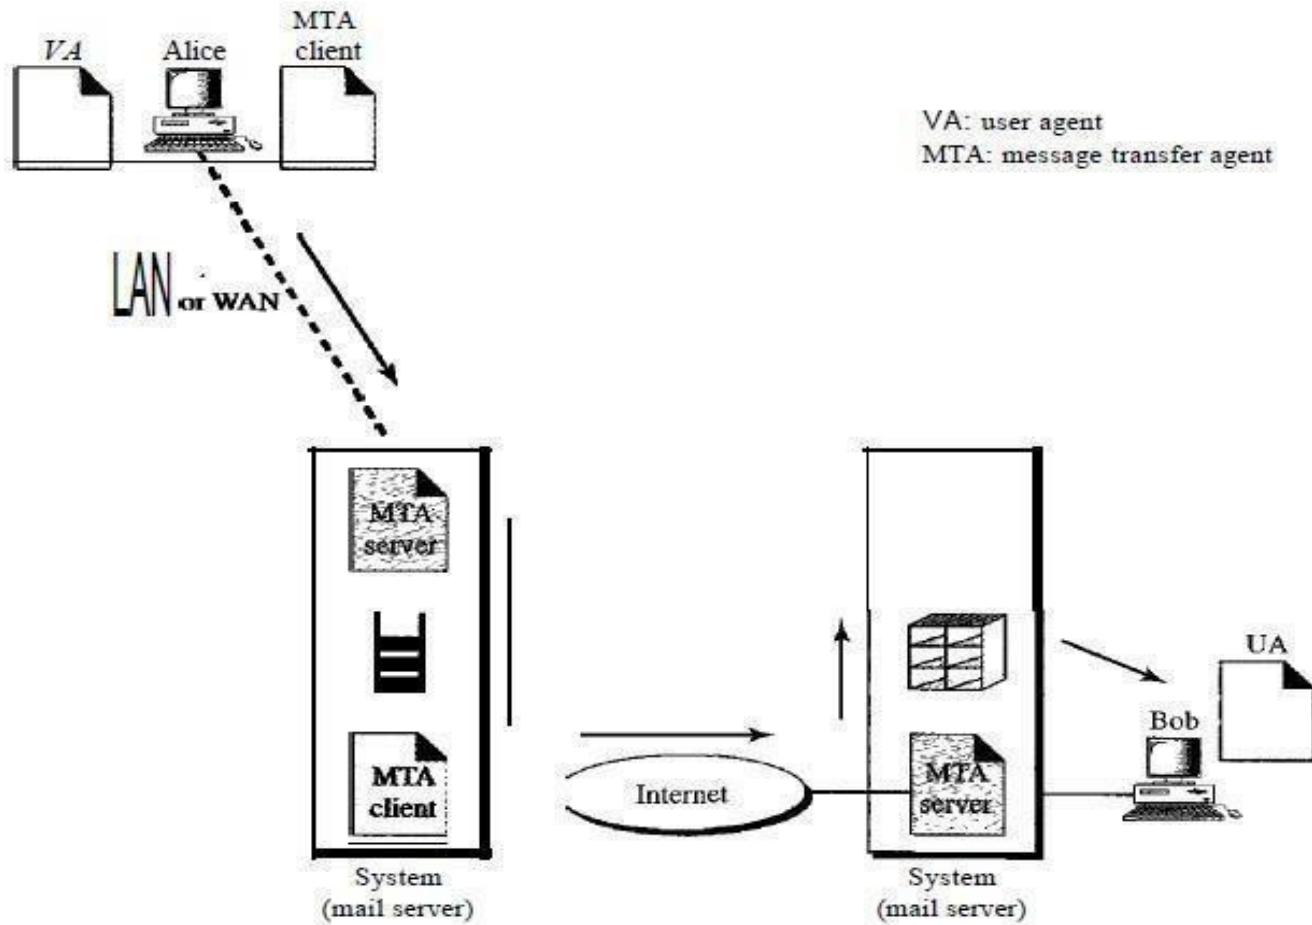 VA
Alice
MTA
client
VA: user agent
MTA: message transfer agent
LAN or WAN
MTA
server
MTA
client
System
(mail server)
Internet
MTA
server
System
(mail server)
UA
Bob